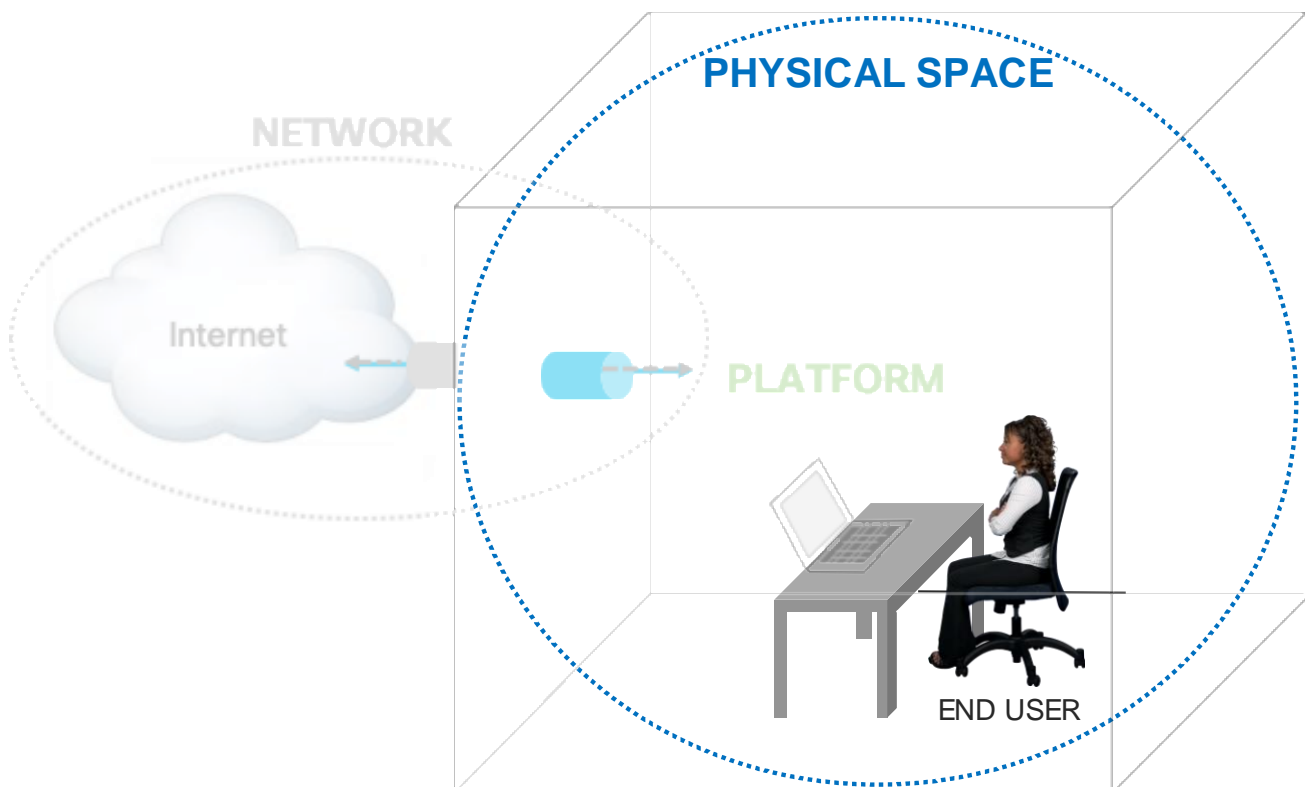 PHYSICAL SPACE
NETWORK
Internet
PLATFORM
END USER